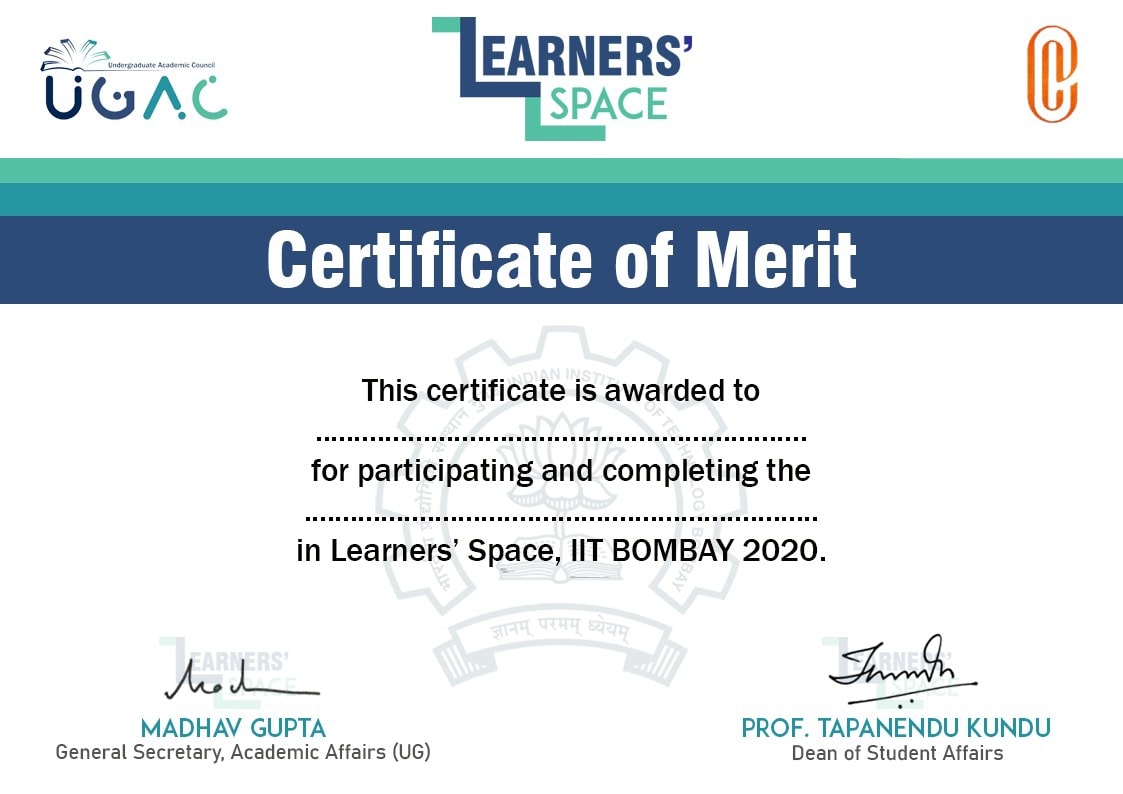 Undergraduate Academic Council
UGAC
LEARNERS'
SPACE
Certificate of Merit
This certificate is awarded to
for participating and completing the
in Learners' Space, IIT BOMBAY 2020.
INDIAN INSTITUTE OF TECHNOLOGY BOMBAY
ज्ञानम् परमम् ध्येयम्
LEARNERS'
SPACE
LEARNERS'
SPACE
MADHAV GUPTA
General Secretary, Academic Affairs (UG)
PROF. TAPANENDU KUNDU
Dean of Student Affairs